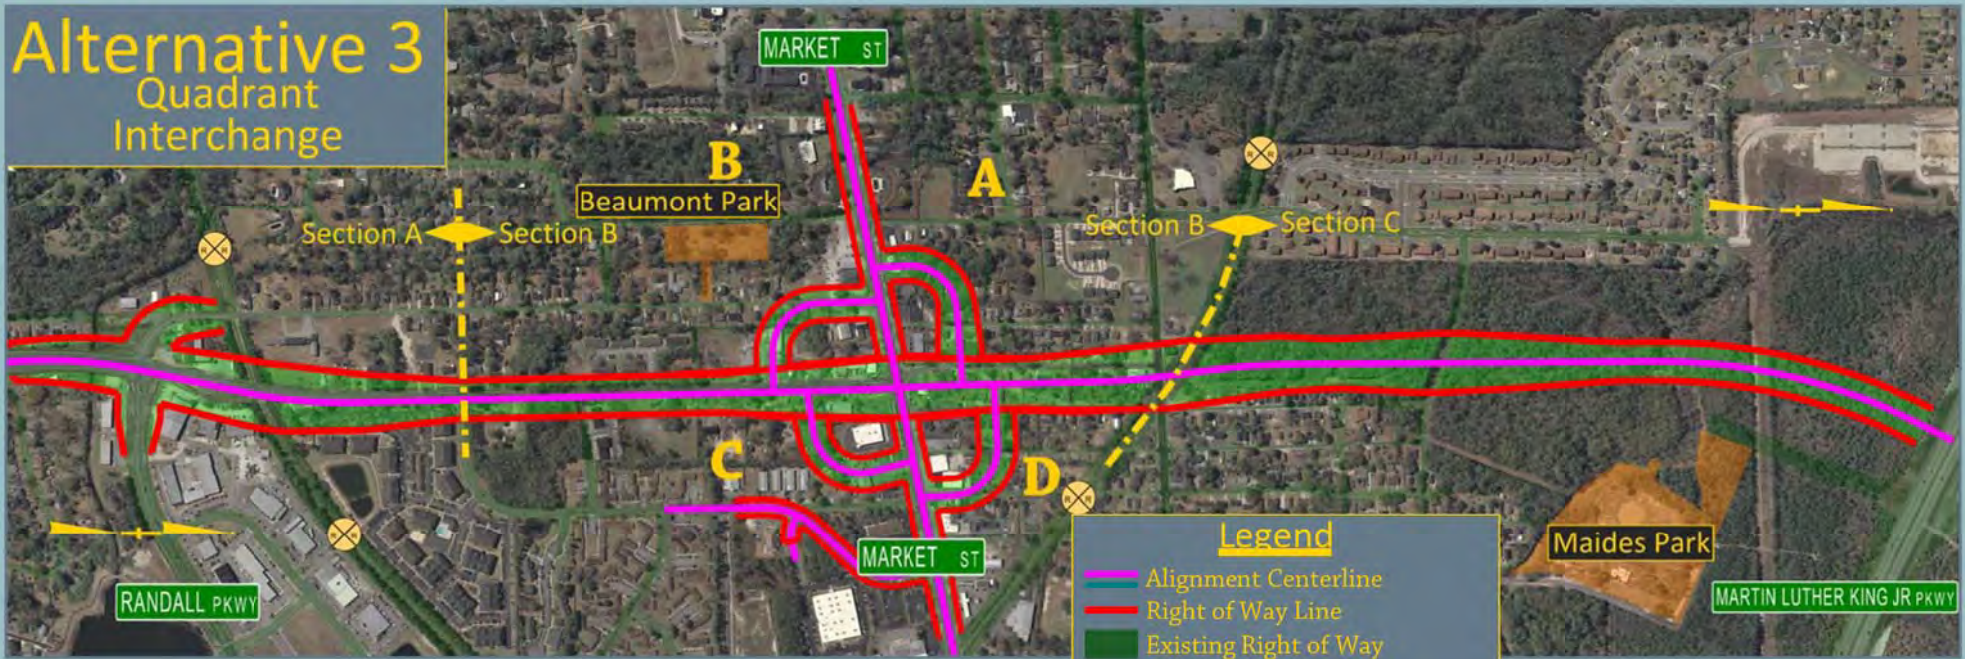 Alternative 3
Quadrant
Interchange
MARKET ST
B
A
Beaumont Park
Section A
Section B
Section B
Section C
C
D
MARKET ST
RANDALL PKWY
Legend
Alignment Centerline
Right of Way Line
Existing Right of Way
Maides Park
MARTIN LUTHER KING JR PKWY
R R
R R
R R
R R